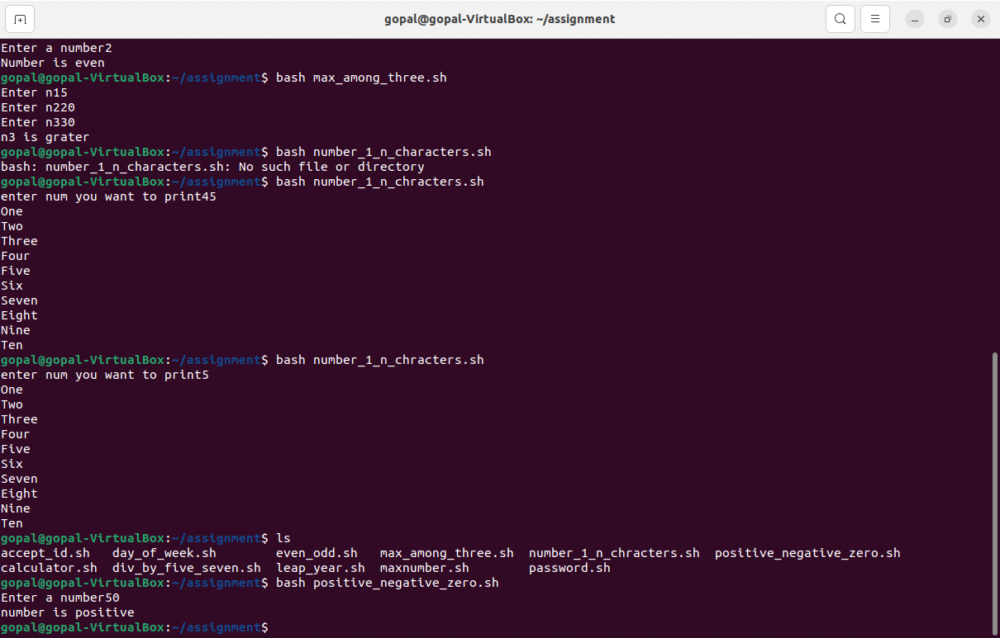 gopal@gopal-VirtualBox: ~/assignment
Enter a number2
Number is even
gopal@gopal-VirtualBox:~/assignment$ bash max_among_three.sh
Enter n15
Enter n220
Enter n330
n3 is grater
gopal@gopal-VirtualBox:~/assignment$ bash number_1_n_characters.sh
bash: number_1_n_characters.sh: No such file or directory
gopal@gopal-VirtualBox:~/assignment$ bash number_1_n_chracters.sh
enter num you want to print45
One
Two
Three
Four
Five
Six
Seven
Eight
Nine
Ten
gopal@gopal-VirtualBox:~/assignment$ bash number_1_n_chracters.sh
enter num you want to print5
One
Two
Three
Four
Five
Six
Seven
Eight
Nine
Ten
gopal@gopal-VirtualBox:~/assignment$ ls
accept_id.sh   day_of_week.sh        even_odd.sh   max_among_three.sh  number_1_n_chracters.sh  positive_negative_zero.sh
calculator.sh  div_by_five_seven.sh  leap_year.sh  maxnumber.sh        password.sh
gopal@gopal-VirtualBox:~/assignment$ bash positive_negative_zero.sh
Enter a number50
number is positive
gopal@gopal-VirtualBox:~/assignment$